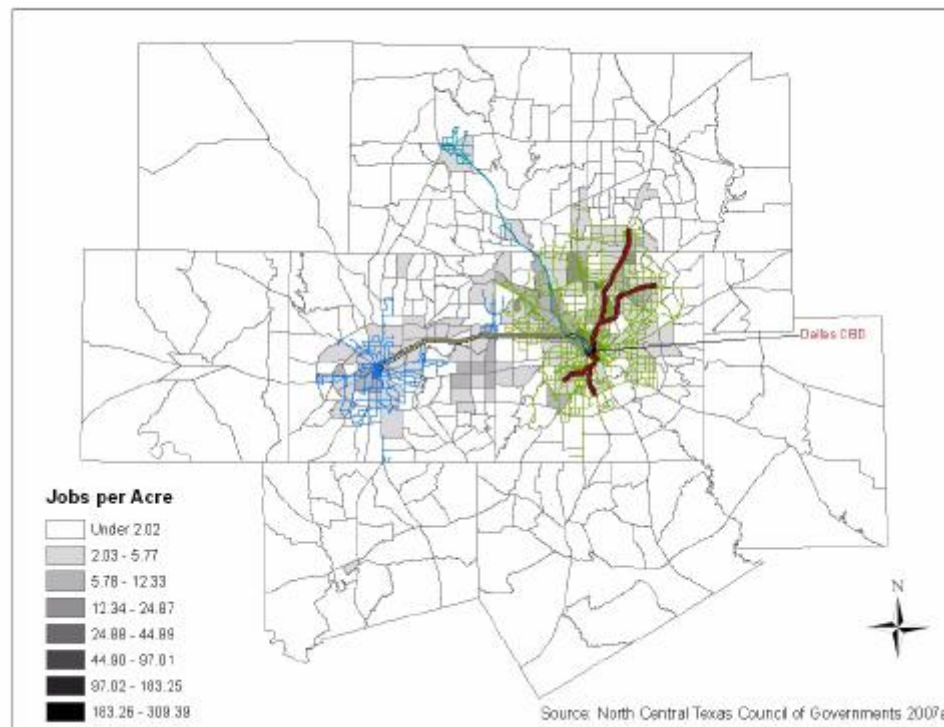 Dallas CBD
Jobs per Acre
Under 2.02
2.03 - 5.77
5.78 - 12.33
12.34 - 24.87
24.88 - 44.89
44.90 - 97.01
97.02 - 183.25
183.26 - 309.39
N
Source: North Central Texas Council of Governments 2007a